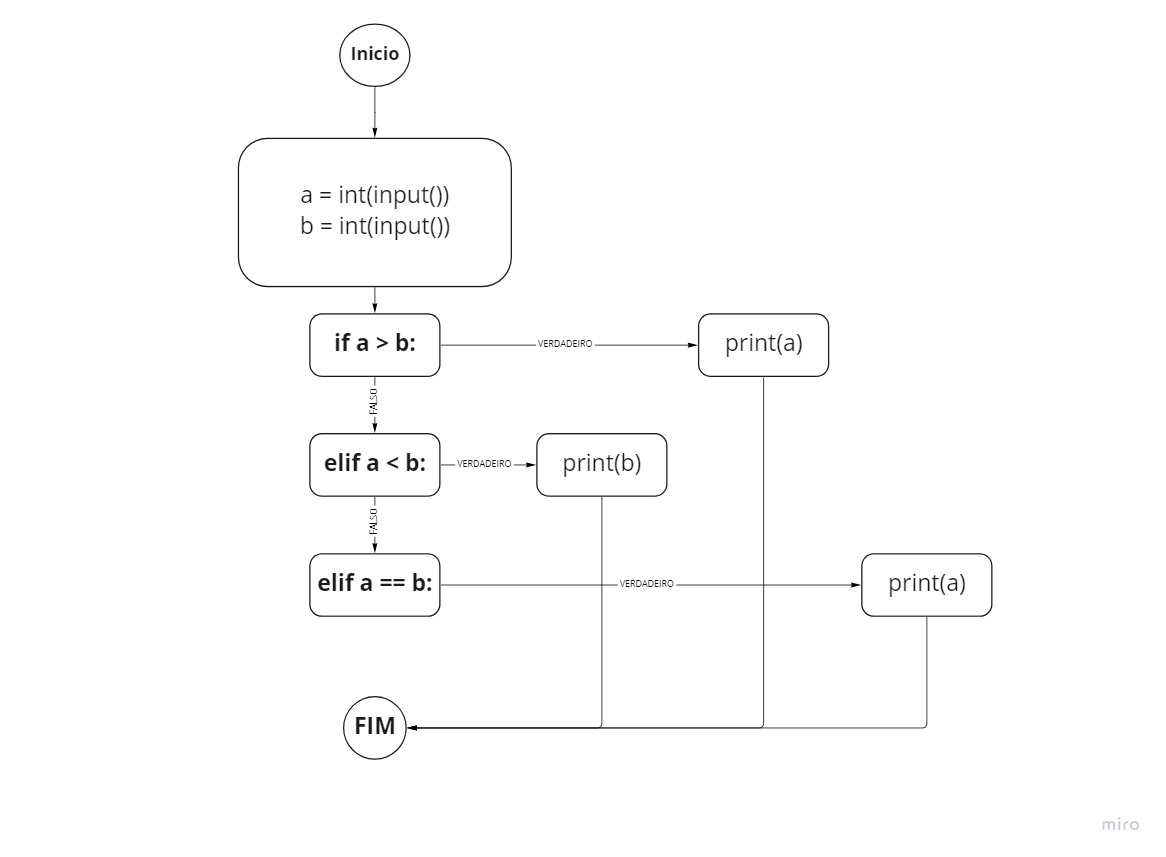 Inicio
a = int(input())
b = int(input())
if a > b:
VERDADEIRO
print(a)
FALSO
elif a < b:
VERDADEIRO
print(b)
FALSO
elif a == b:
VERDADEIRO
print(a)
FIM
miro